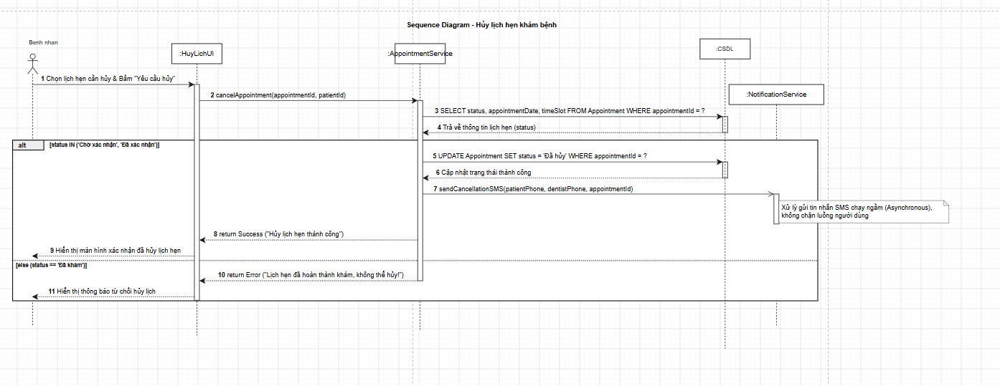 Sequence Diagram - Hủy lịch hẹn khám bệnh
Benh nhan
:HuyLichUI
:AppointmentService
:CSDL
:NotificationService
1 Chọn lịch hẹn cần hủy & Bấm "Yêu cầu hủy"
2 cancelAppointment(appointmentId, patientId)
3 SELECT status, appointmentDate, timeSlot FROM Appointment WHERE appointmentId = ?
4 Trả về thông tin lịch hẹn (status)
alt
[status IN ('Chờ xác nhận', 'Đã xác nhận')]
5 UPDATE Appointment SET status = 'Đã hủy' WHERE appointmentId = ?
6 Cập nhật trạng thái thành công
7 sendCancellationSMS(patientPhone, dentistPhone, appointmentId)
Xử lý gửi tin nhắn SMS chạy ngầm (Asynchronous),
không chặn luồng người dùng
8 return Success ("Hủy lịch hẹn thành công")
9 Hiển thị màn hình xác nhận đã hủy lịch hẹn
[else (status == 'Đã khám')]
10 return Error ("Lịch hẹn đã hoàn thành khám, không thể hủy!")
11 Hiển thị thông báo từ chối hủy lịch